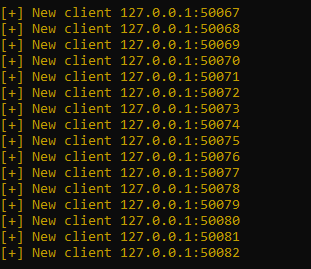 [+] New client 127.0.0.1:50067
[+] New client 127.0.0.1:50068
[+] New client 127.0.0.1:50069
[+] New client 127.0.0.1:50070
[+] New client 127.0.0.1:50071
[+] New client 127.0.0.1:50072
[+] New client 127.0.0.1:50073
[+] New client 127.0.0.1:50074
[+] New client 127.0.0.1:50075
[+] New client 127.0.0.1:50076
[+] New client 127.0.0.1:50077
[+] New client 127.0.0.1:50078
[+] New client 127.0.0.1:50079
[+] New client 127.0.0.1:50080
[+] New client 127.0.0.1:50081
[+] New client 127.0.0.1:50082